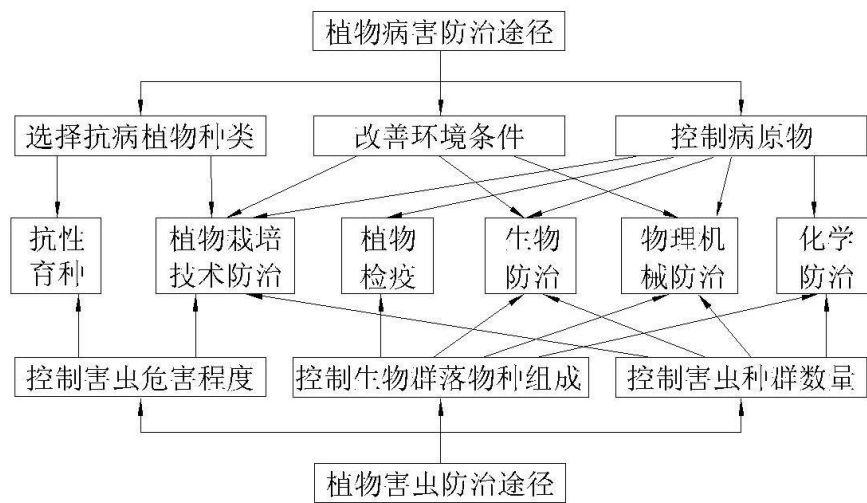 植物病害防治途径
选择抗病植物种类
改善环境条件
控制病原物
抗性
育种
植物栽培
技术防治
植物
检疫
生物
防治
物理机
械防治
化学
防治
控制害虫危害程度
控制生物群落物种组成
控制害虫种群数量
植物害虫防治途径